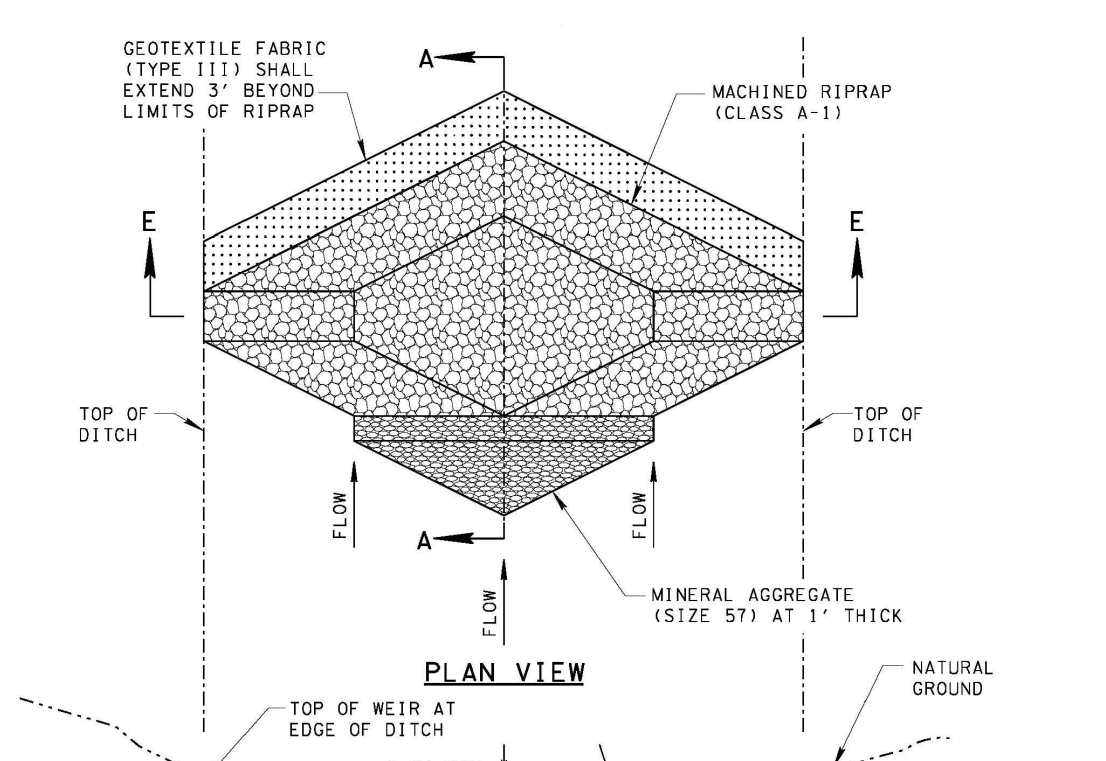 GEOTEXTILE FABRIC
(TYPE III) SHALL
EXTEND 3' BEYOND
LIMITS OF RIPRAP
A
MACHINED RIPRAP
(CLASS A-1)
E
E
TOP OF
DITCH
TOP OF
DITCH
FLOW
FLOW
A
FLOW
MINERAL AGGREGATE
(SIZE 57) AT 1' THICK
PLAN VIEW
NATURAL
GROUND
TOP OF WEIR AT
EDGE OF DITCH